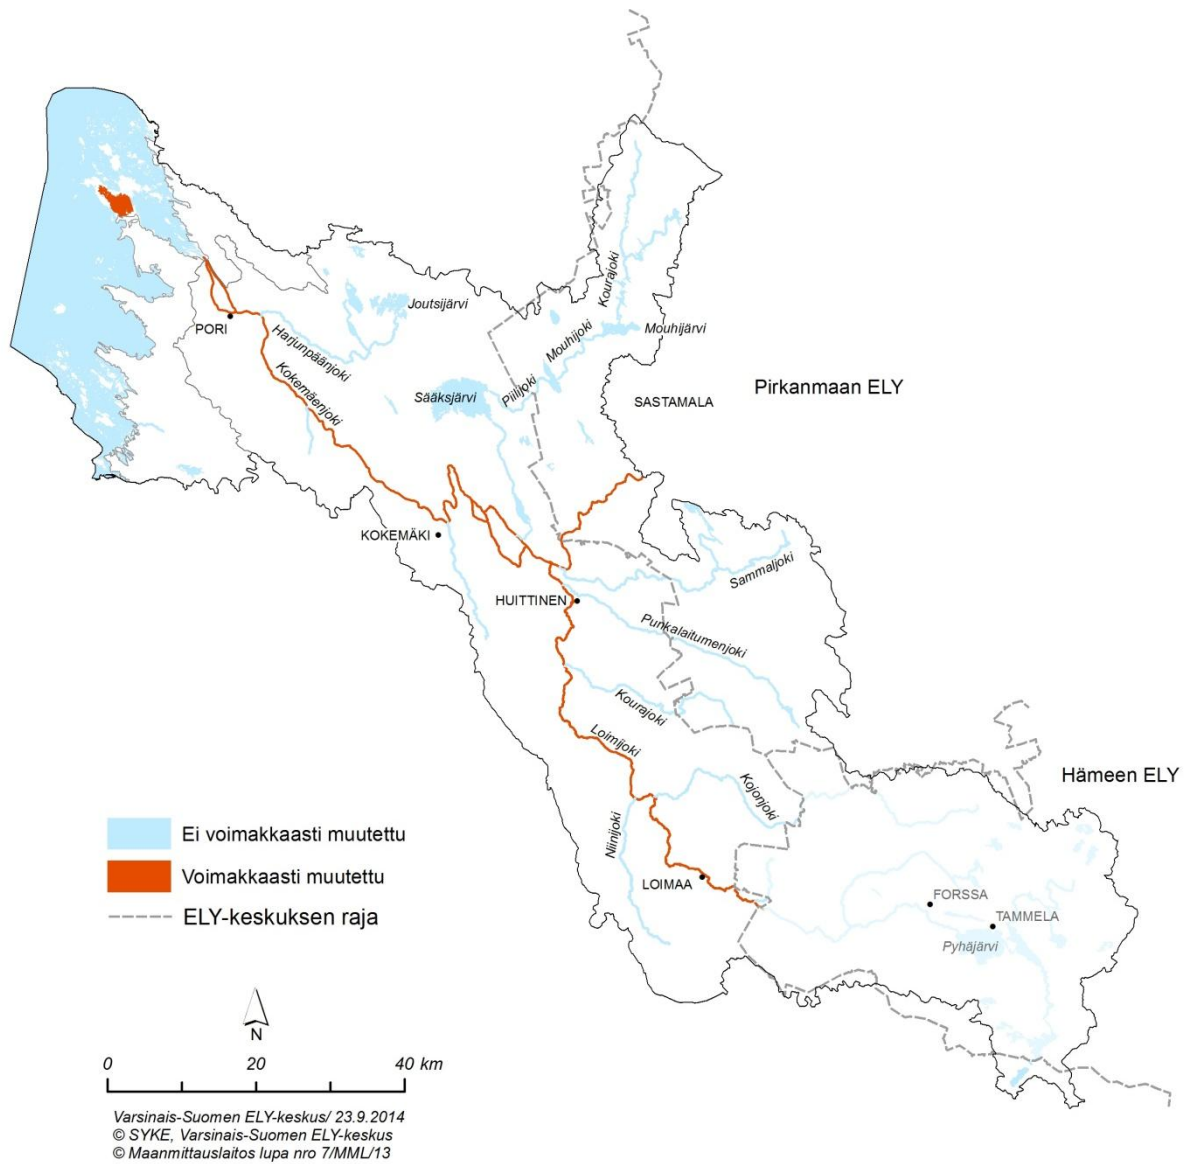 Kourajoki
Joutsijärvi
PORI
Harjunpäänjoki
Mouhijoki
Mouhijärvi
Kokemäenjoki
Sääksjärvi
Piilijoki
Pirkanmaan ELY
SASTAMALA
KOKEMÄKI
Sammaljoki
HUITTINEN
Punkalaitumenjoki
Kourajoki
Loimijoki
Hämeen ELY
Kojonjoki
Niinijoki
LOIMAA
FORSSA
TAMMELA
Pyhäjärvi
Ei voimakkaasti muutettu
Voimakkaasti muutettu
ELY-keskuksen raja
N
0 20 40 km
Varsinais-Suomen ELY-keskus/ 23.9.2014
© SYKE, Varsinais-Suomen ELY-keskus
© Maanmittauslaitos lupa nro 7/MML/13